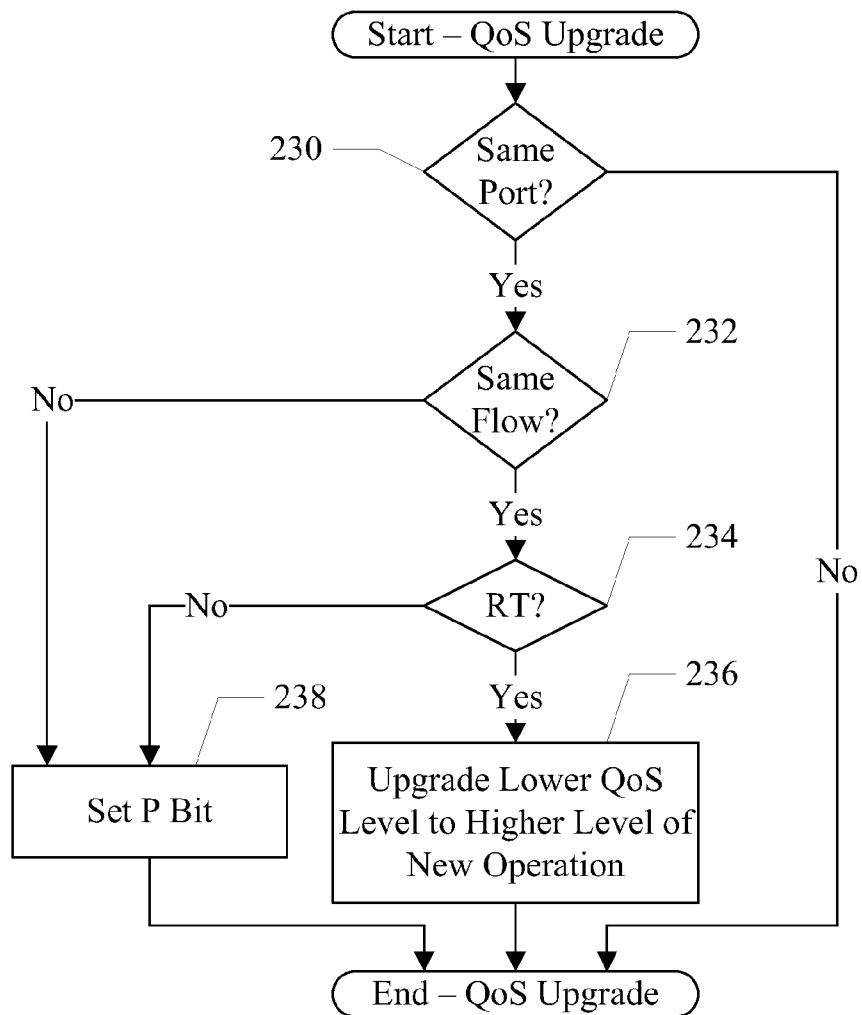 Start – QoS Upgrade
230
Same
Port?
Yes
232
Same
Flow?
No
Yes
234
No
RT?
No
Yes
236
238
Set P Bit
Upgrade Lower QoS
Level to Higher Level of
New Operation
End – QoS Upgrade